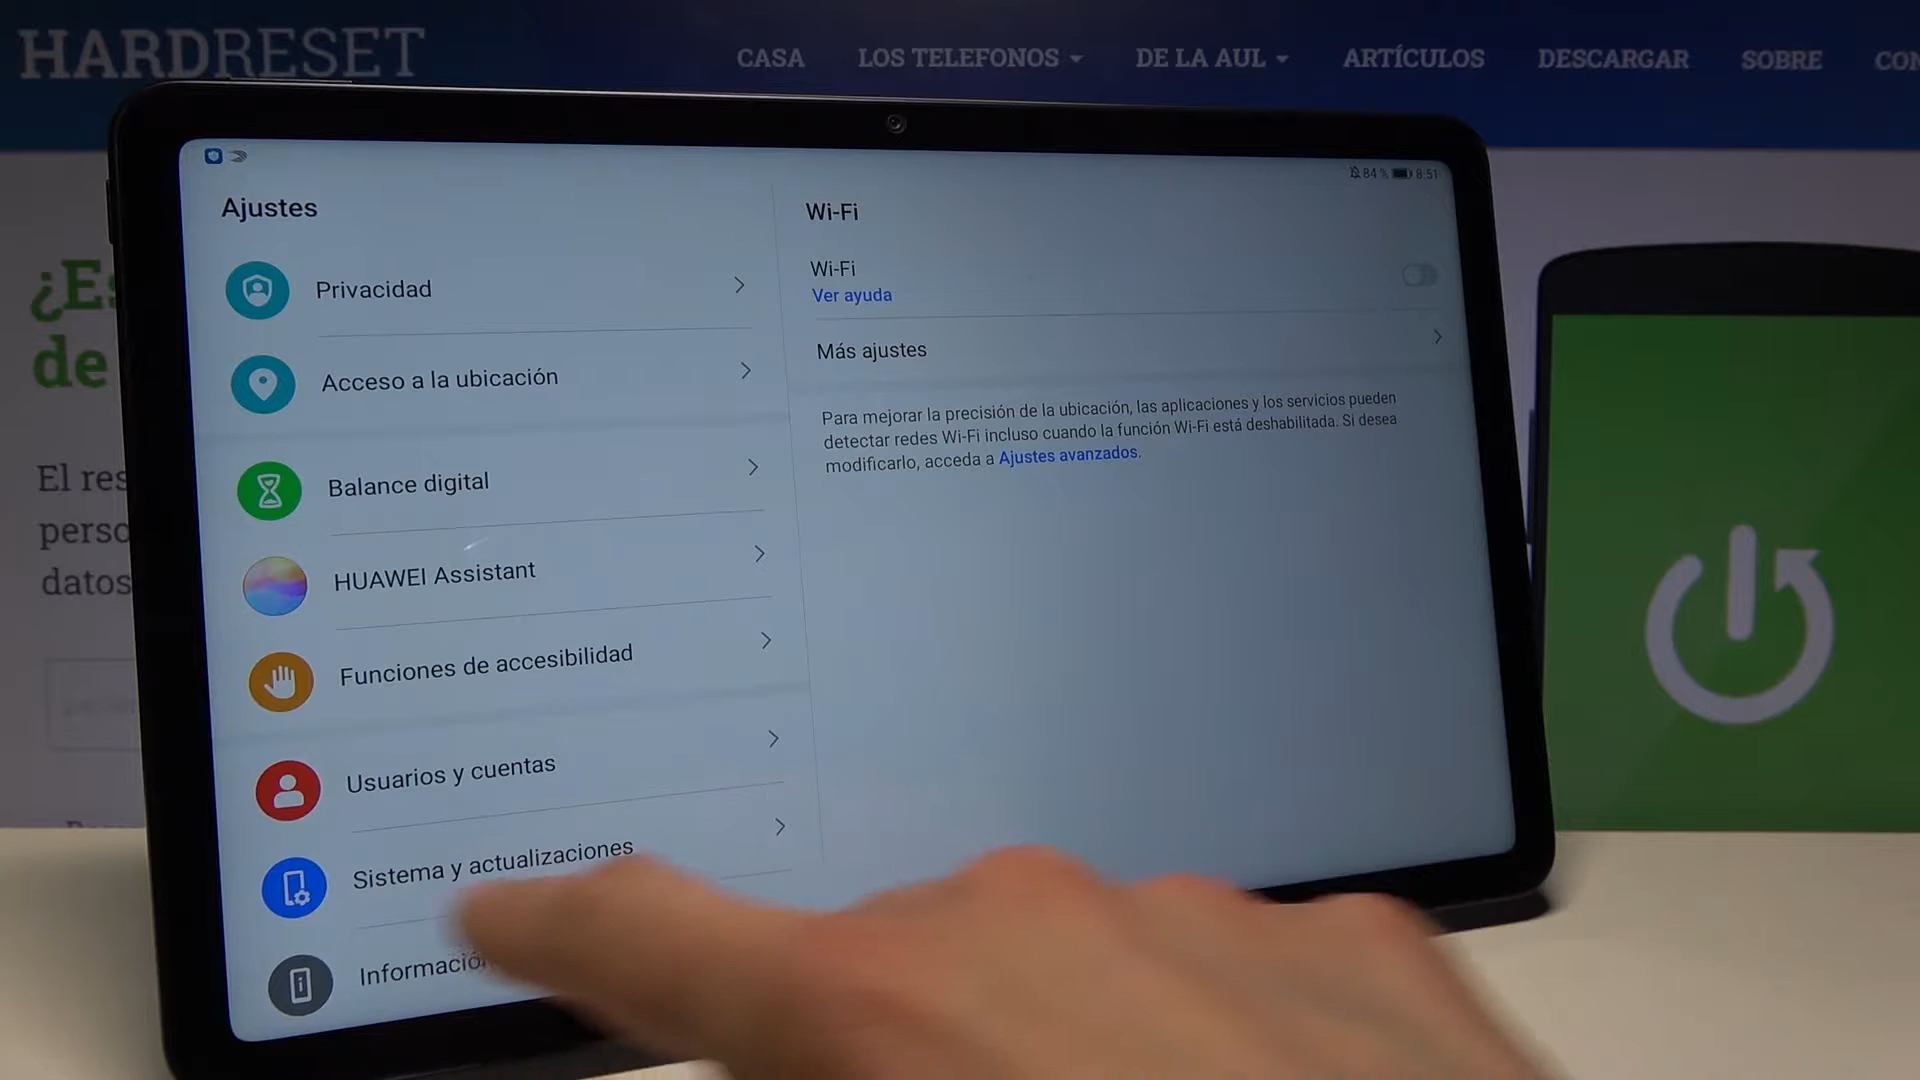 HARDRESET
CASA
LOS TELEFONOS
DE LA AUL
ARTÍCULOS
DESCARGAR
SOBRE
CON
84 %
8:51
Ajustes
Privacidad
Acceso a la ubicación
Balance digital
HUAWEI Assistant
Funciones de accesibilidad
Usuarios y cuentas
Sistema y actualizaciones
Información
Wi-Fi
Wi-Fi
Ver ayuda
Más ajustes
Para mejorar la precisión de la ubicación, las aplicaciones y los servicios pueden
detectar redes Wi-Fi incluso cuando la función Wi-Fi está deshabilitada. Si desea
modificarlo, acceda a Ajustes avanzados.
¿Es
de
El res
perso
datos